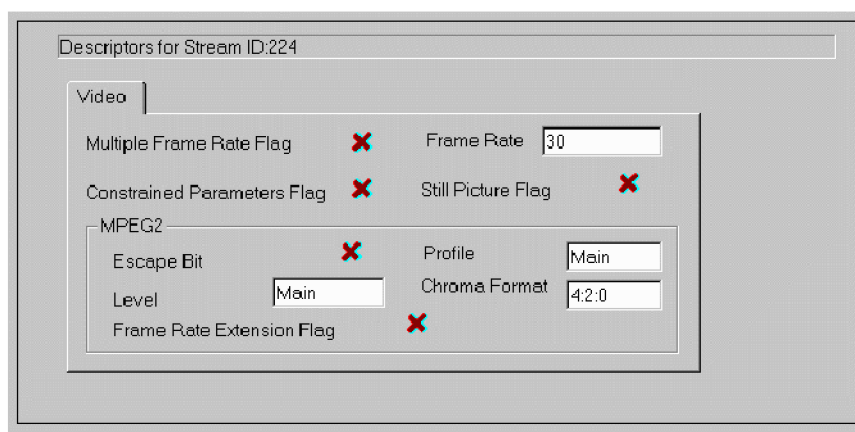 Descriptors for Stream ID:224
Video
Multiple Frame Rate Flag
Frame Rate 30
Constrained Parameters Flag
Still Picture Flag
MPEG2
Escape Bit
Profile Main
Level Main
Chroma Format 4:2:0
Frame Rate Extension Flag